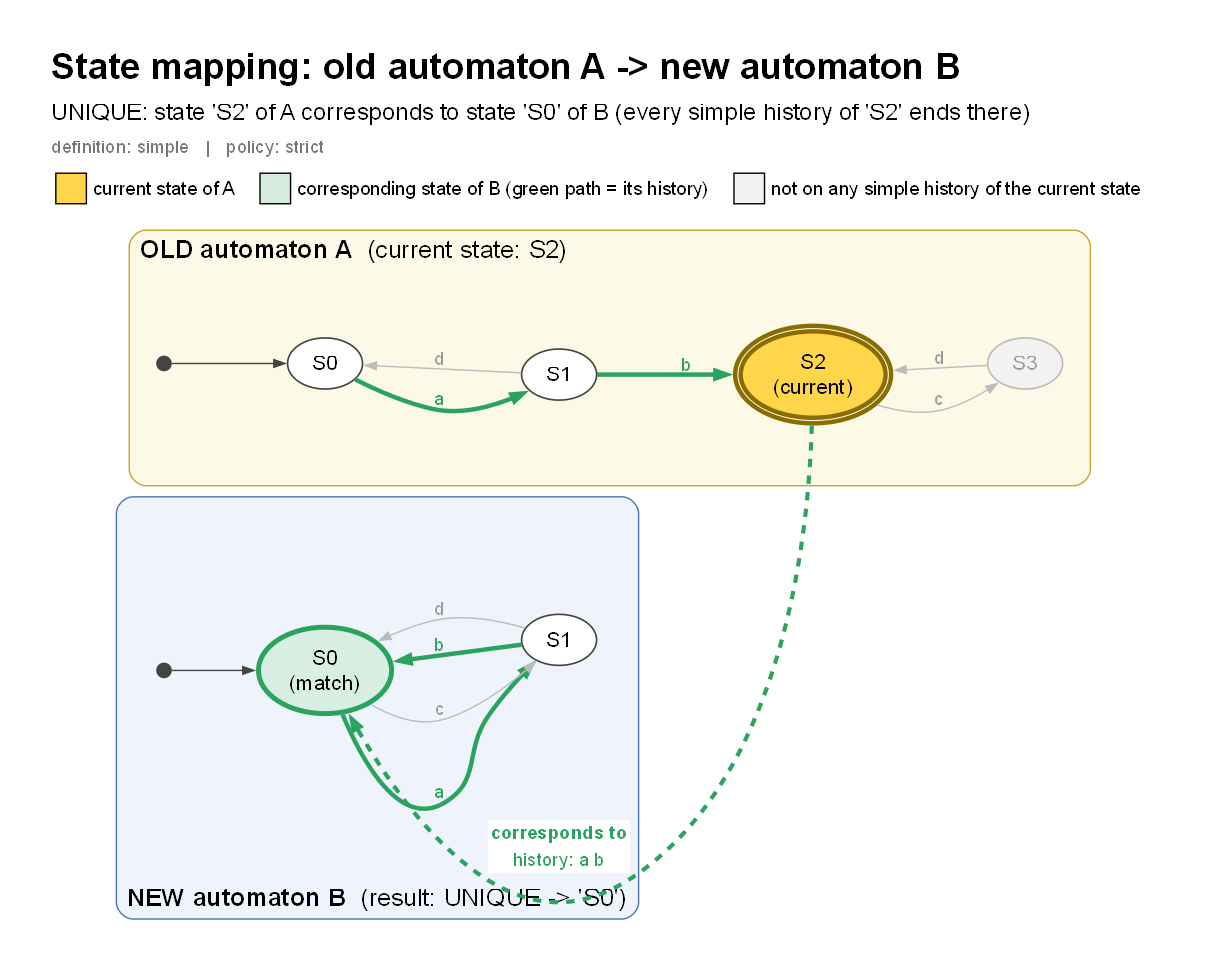 State mapping: old automaton A -> new automaton B
UNIQUE: state 'S2' of A corresponds to state 'S0' of B (every simple history of 'S2' ends there)
definition: simple | policy: strict
current state of A
corresponding state of B (green path = its history)
not on any simple history of the current state
OLD automaton A (current state: S2)
S0
d
a
S1
b
S2
(current)
d
c
S3
d
S1
b
S0
(match)
c
a
corresponds to
history: a b
NEW automaton B (result: UNIQUE -> 'S0')